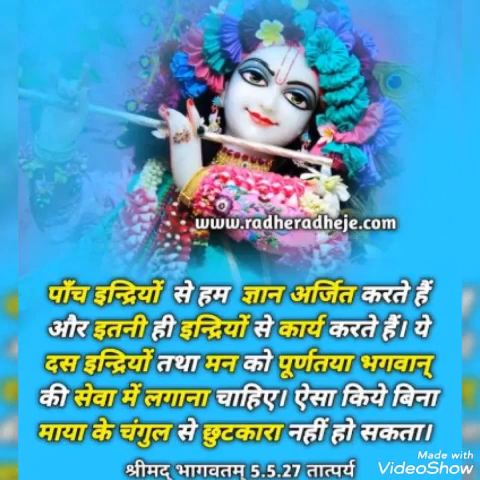 www.radheradheje.com
पाँच इन्द्रियों से हम ज्ञान अर्जित करते हैं
और इतनी ही इन्द्रियों से कार्य करते हैं। ये
दस इन्द्रियों तथा मन को पूर्णतया भगवान्
की सेवा में लगाना चाहिए। ऐसा किये बिना
माया के चंगुल से छुटकारा नहीं हो सकता।
श्रीमद् भागवतम् 5.5.27 तात्पर्य
Made with
VideoShow